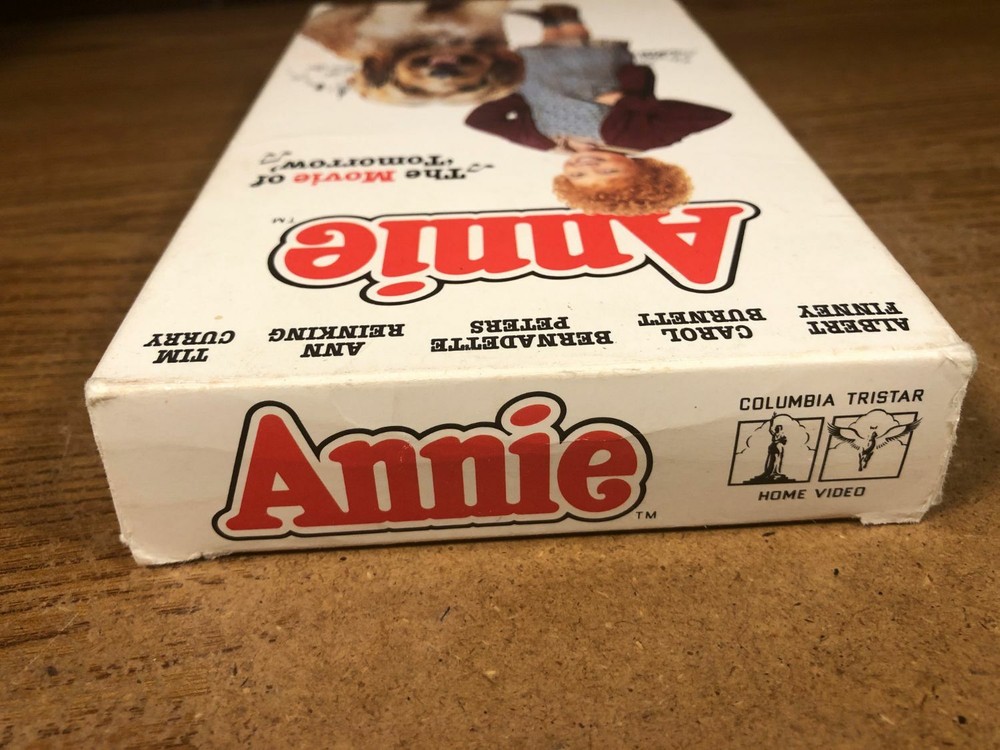 The Movie of
"Tomorrow"
Annie
TM
ALBERT
FINNEY
CAROL
BURNETT
BERNADETTE
PETERS
ANN
REINKING
TIM
CURRY
Annie
TM
COLUMBIA TRISTAR
HOME VIDEO